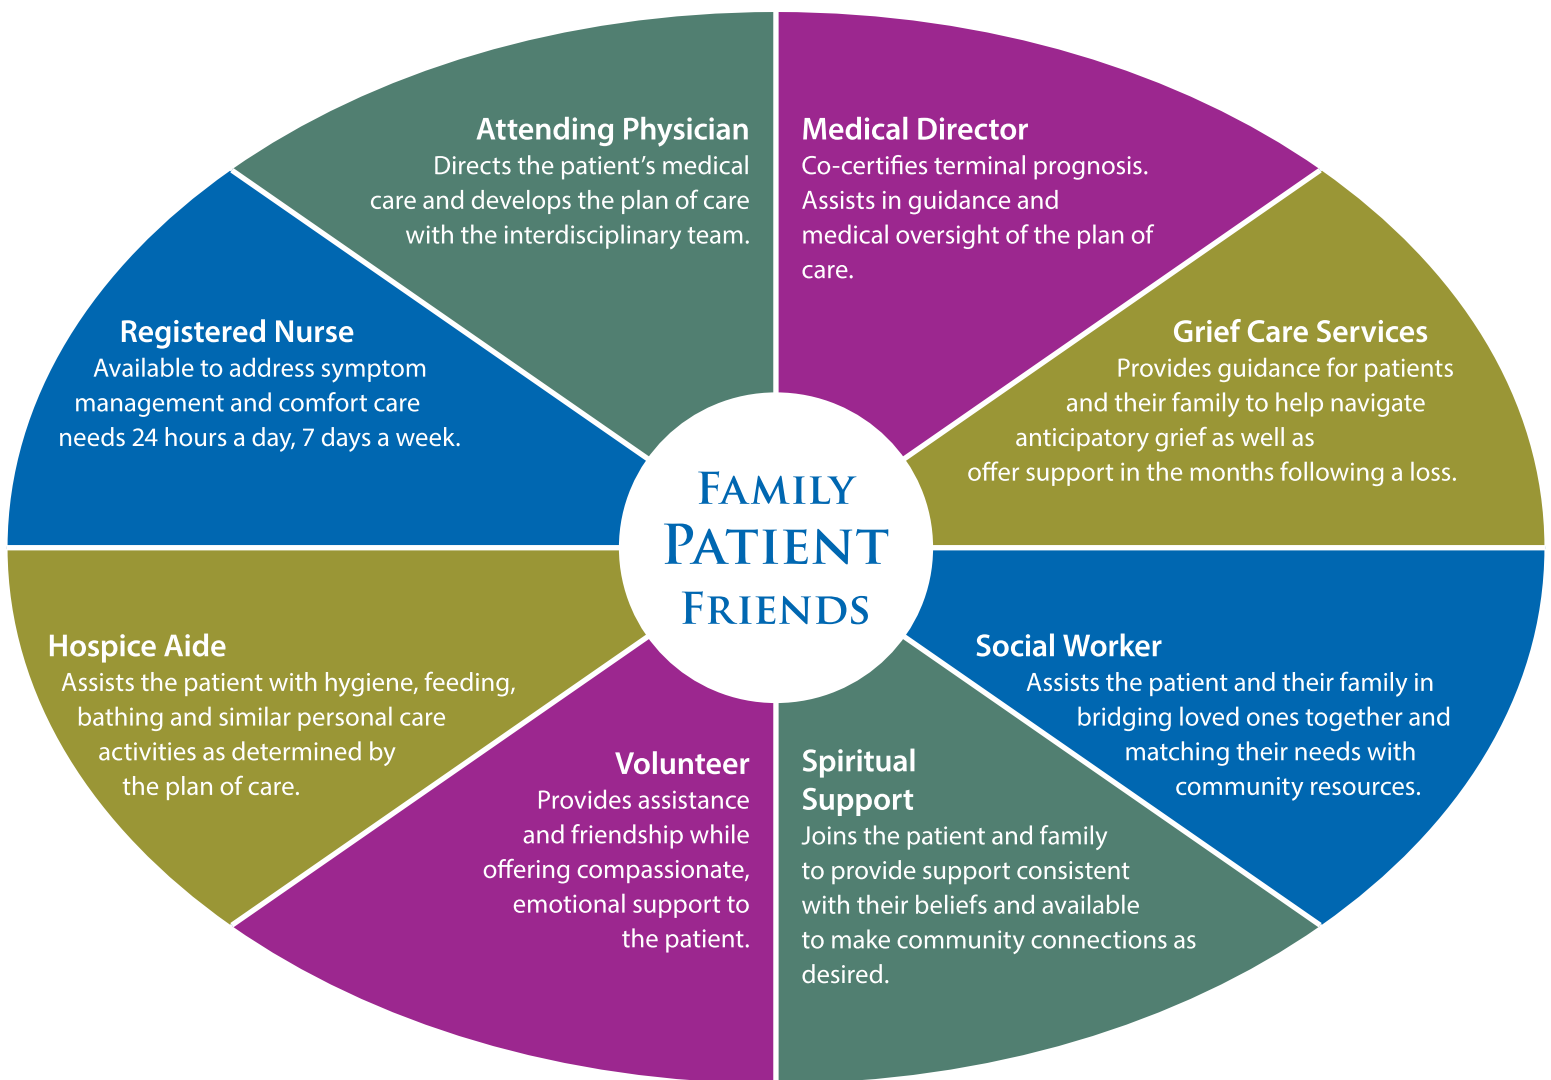 Attending Physician
Directs the patient’s medical
care and develops the plan of care
with the interdisciplinary team.
Medical Director
Co-certifies terminal prognosis.
Assists in guidance and
medical oversight of the plan of
care.
Registered Nurse
Available to address symptom
management and comfort care
needs 24 hours a day, 7 days a week.
Grief Care Services
Provides guidance for patients
and their family to help navigate
anticipatory grief as well as
offer support in the months following a loss.
Family
Patient
Friends
Hospice Aide
Assists the patient with hygiene, feeding,
bathing and similar personal care
activities as determined by
the plan of care.
Social Worker
Assists the patient and their family in
bridging loved ones together and
matching their needs with
community resources.
Volunteer
Provides assistance
and friendship while
offering compassionate,
emotional support to
the patient.
Spiritual
Support
Joins the patient and family
to provide support consistent
with their beliefs and available
to make community connections as
desired.